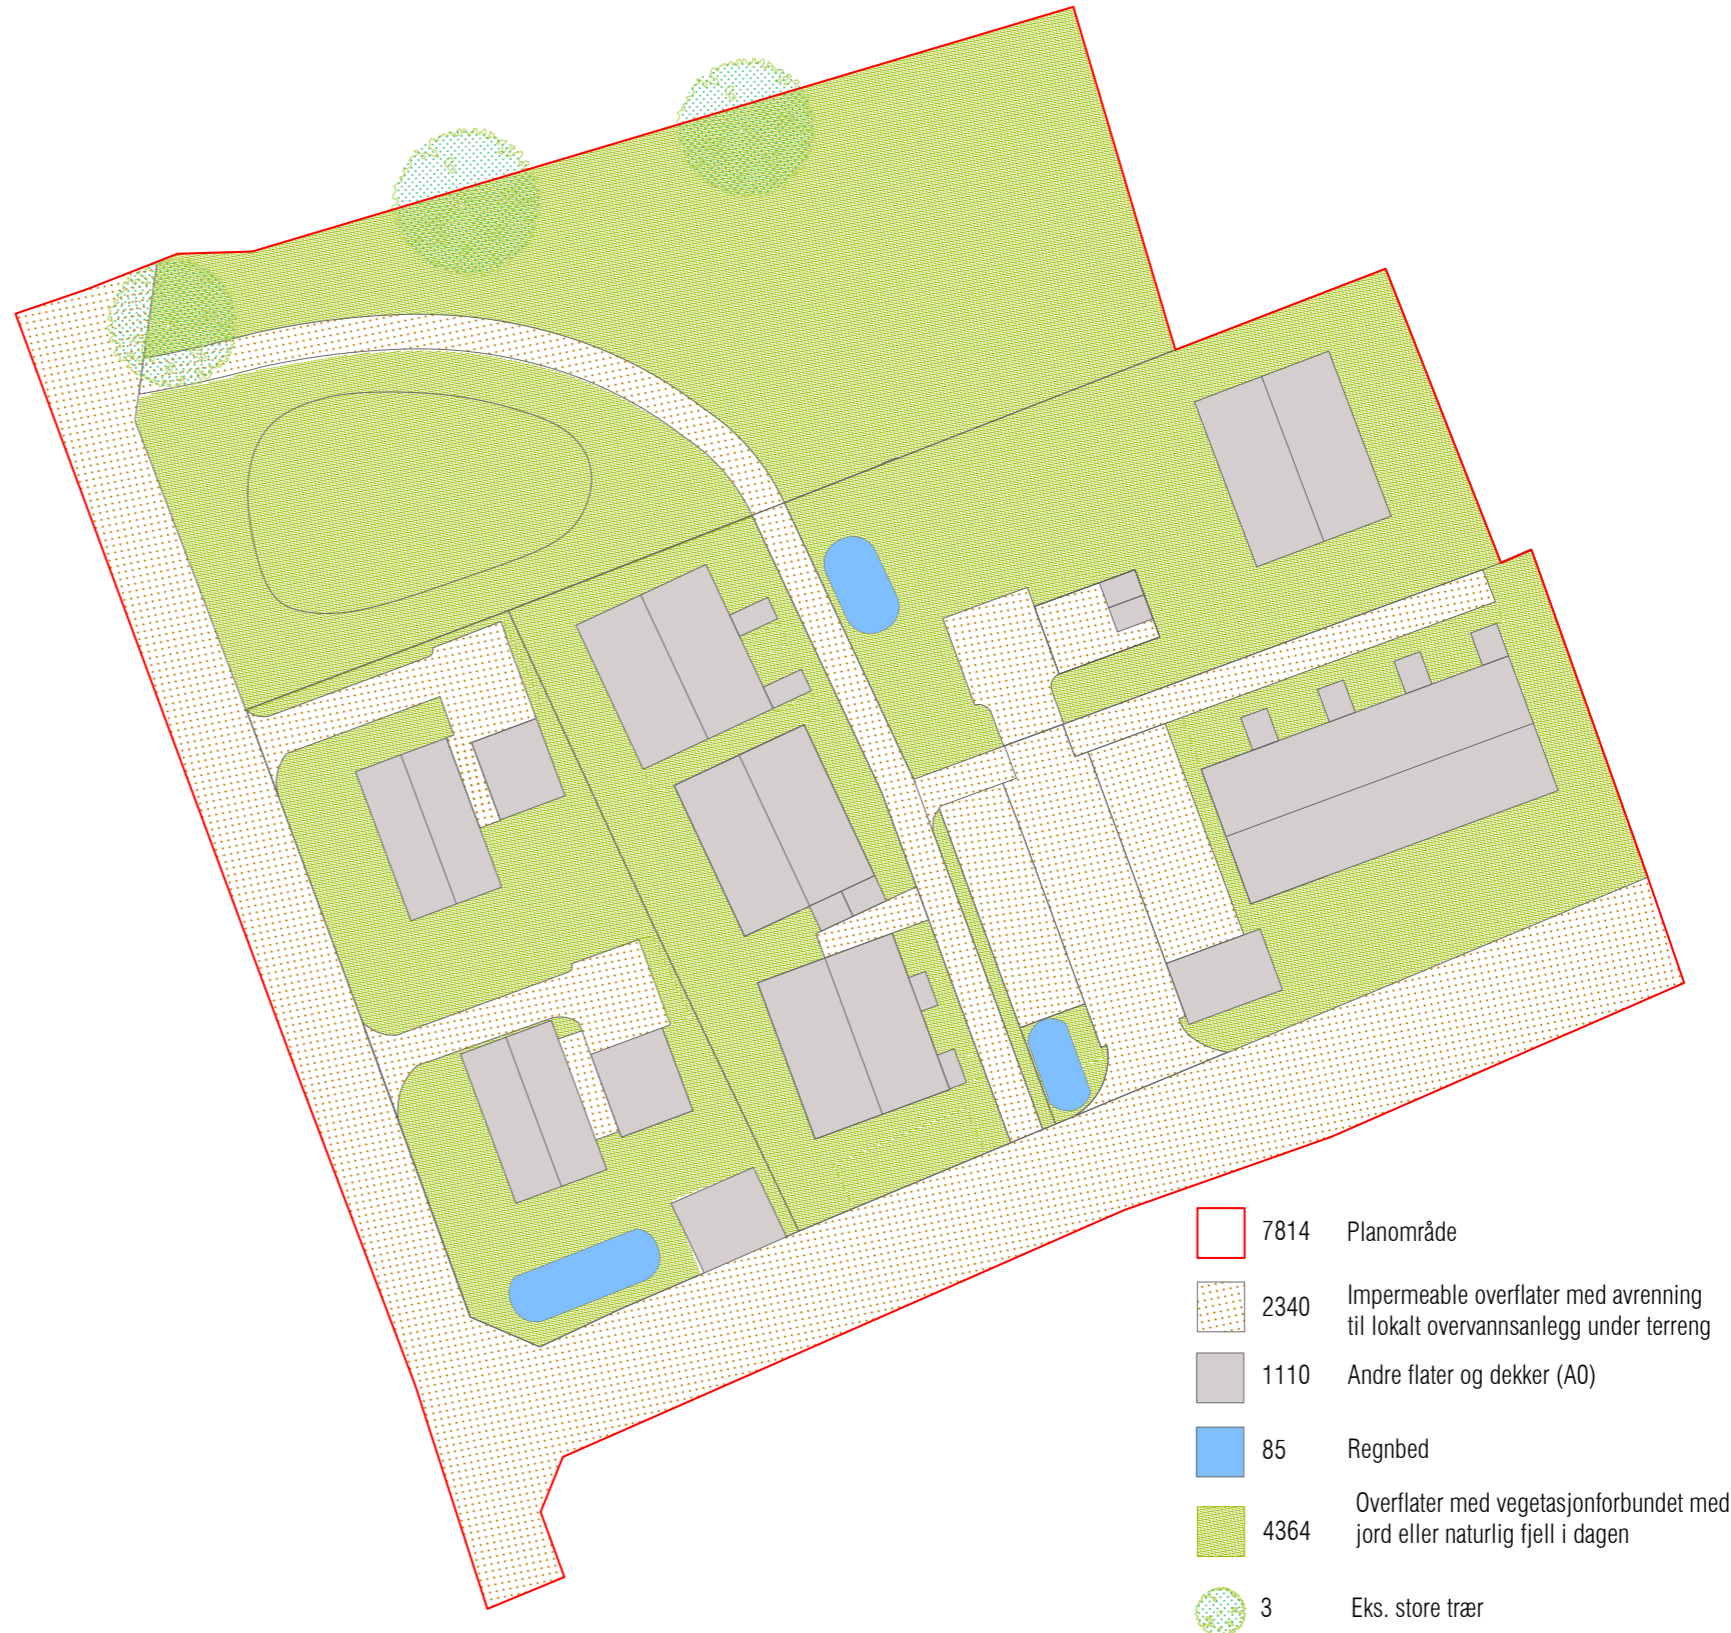 7814 Planområde
2340 Impermeable overflater med avrenning
til lokalt overvannsanlegg under terreng
1110 Andre flater og dekker (A0)
85 Regnbed
4364 Overflater med vegetasjonforbundet med
jord eller naturlig fjell i dagen
3 Eks. store trær